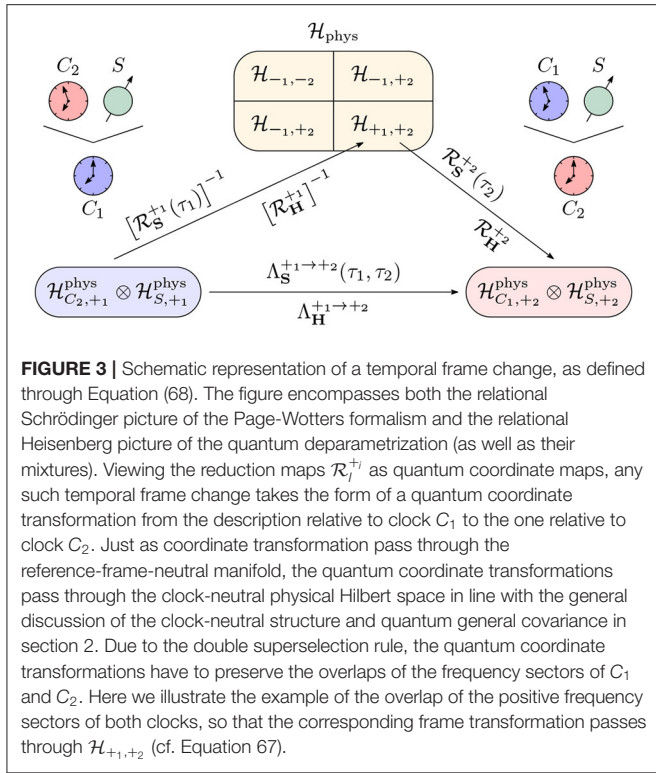 H_phys
C_2 S C_1 S
H_{-1,-2} H_{-1,+2}
H_{-1,+2} H_{+1,+2}
C_1 C_2
[R_S^{+1}(τ_1)]^{-1} R_S^{+2}(τ_2)
[R_H^{+1}]^{-1} R_H^{+2}
Λ_S^{+1→+2}(τ_1, τ_2)
H_{C_2,+1}^{phys} ⊗ H_{S,+1}^{phys} H_{C_1,+2}^{phys} ⊗ H_{S,+2}^{phys}
Λ_H^{+1→+2}
FIGURE 3 | Schematic representation of a temporal frame change, as defined
through Equation (68). The figure encompasses both the relational
Schrödinger picture of the Page-Wotters formalism and the relational
Heisenberg picture of the quantum deparametrization (as well as their
mixtures). Viewing the reduction maps R_I^{+_i} as quantum coordinate maps, any
such temporal frame change takes the form of a quantum coordinate
transformation from the description relative to clock C_1 to the one relative to
clock C_2. Just as coordinate transformation pass through the
reference-frame-neutral manifold, the quantum coordinate transformations
pass through the clock-neutral physical Hilbert space in line with the general
discussion of the clock-neutral structure and quantum general covariance in
section 2. Due to the double superselection rule, the quantum coordinate
transformations have to preserve the overlaps of the frequency sectors of C_1
and C_2. Here we illustrate the example of the overlap of the positive frequency
sectors of both clocks, so that the corresponding frame transformation passes
through H_{+_1,+_2} (cf. Equation 67).